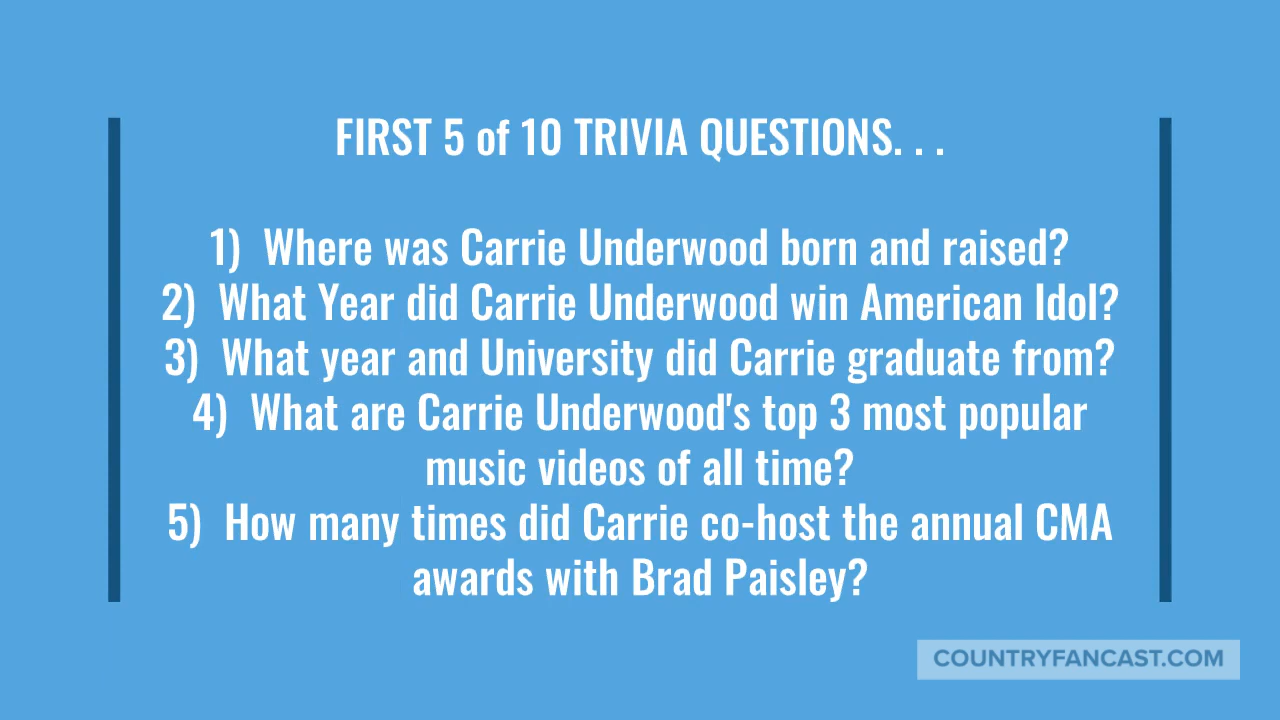 FIRST 5 of 10 TRIVIA QUESTIONS. . .
1) Where was Carrie Underwood born and raised?
2) What Year did Carrie Underwood win American Idol?
3) What year and University did Carrie graduate from?
4) What are Carrie Underwood's top 3 most popular
music videos of all time?
5) How many times did Carrie co-host the annual CMA
awards with Brad Paisley?
COUNTRYFANCAST.COM